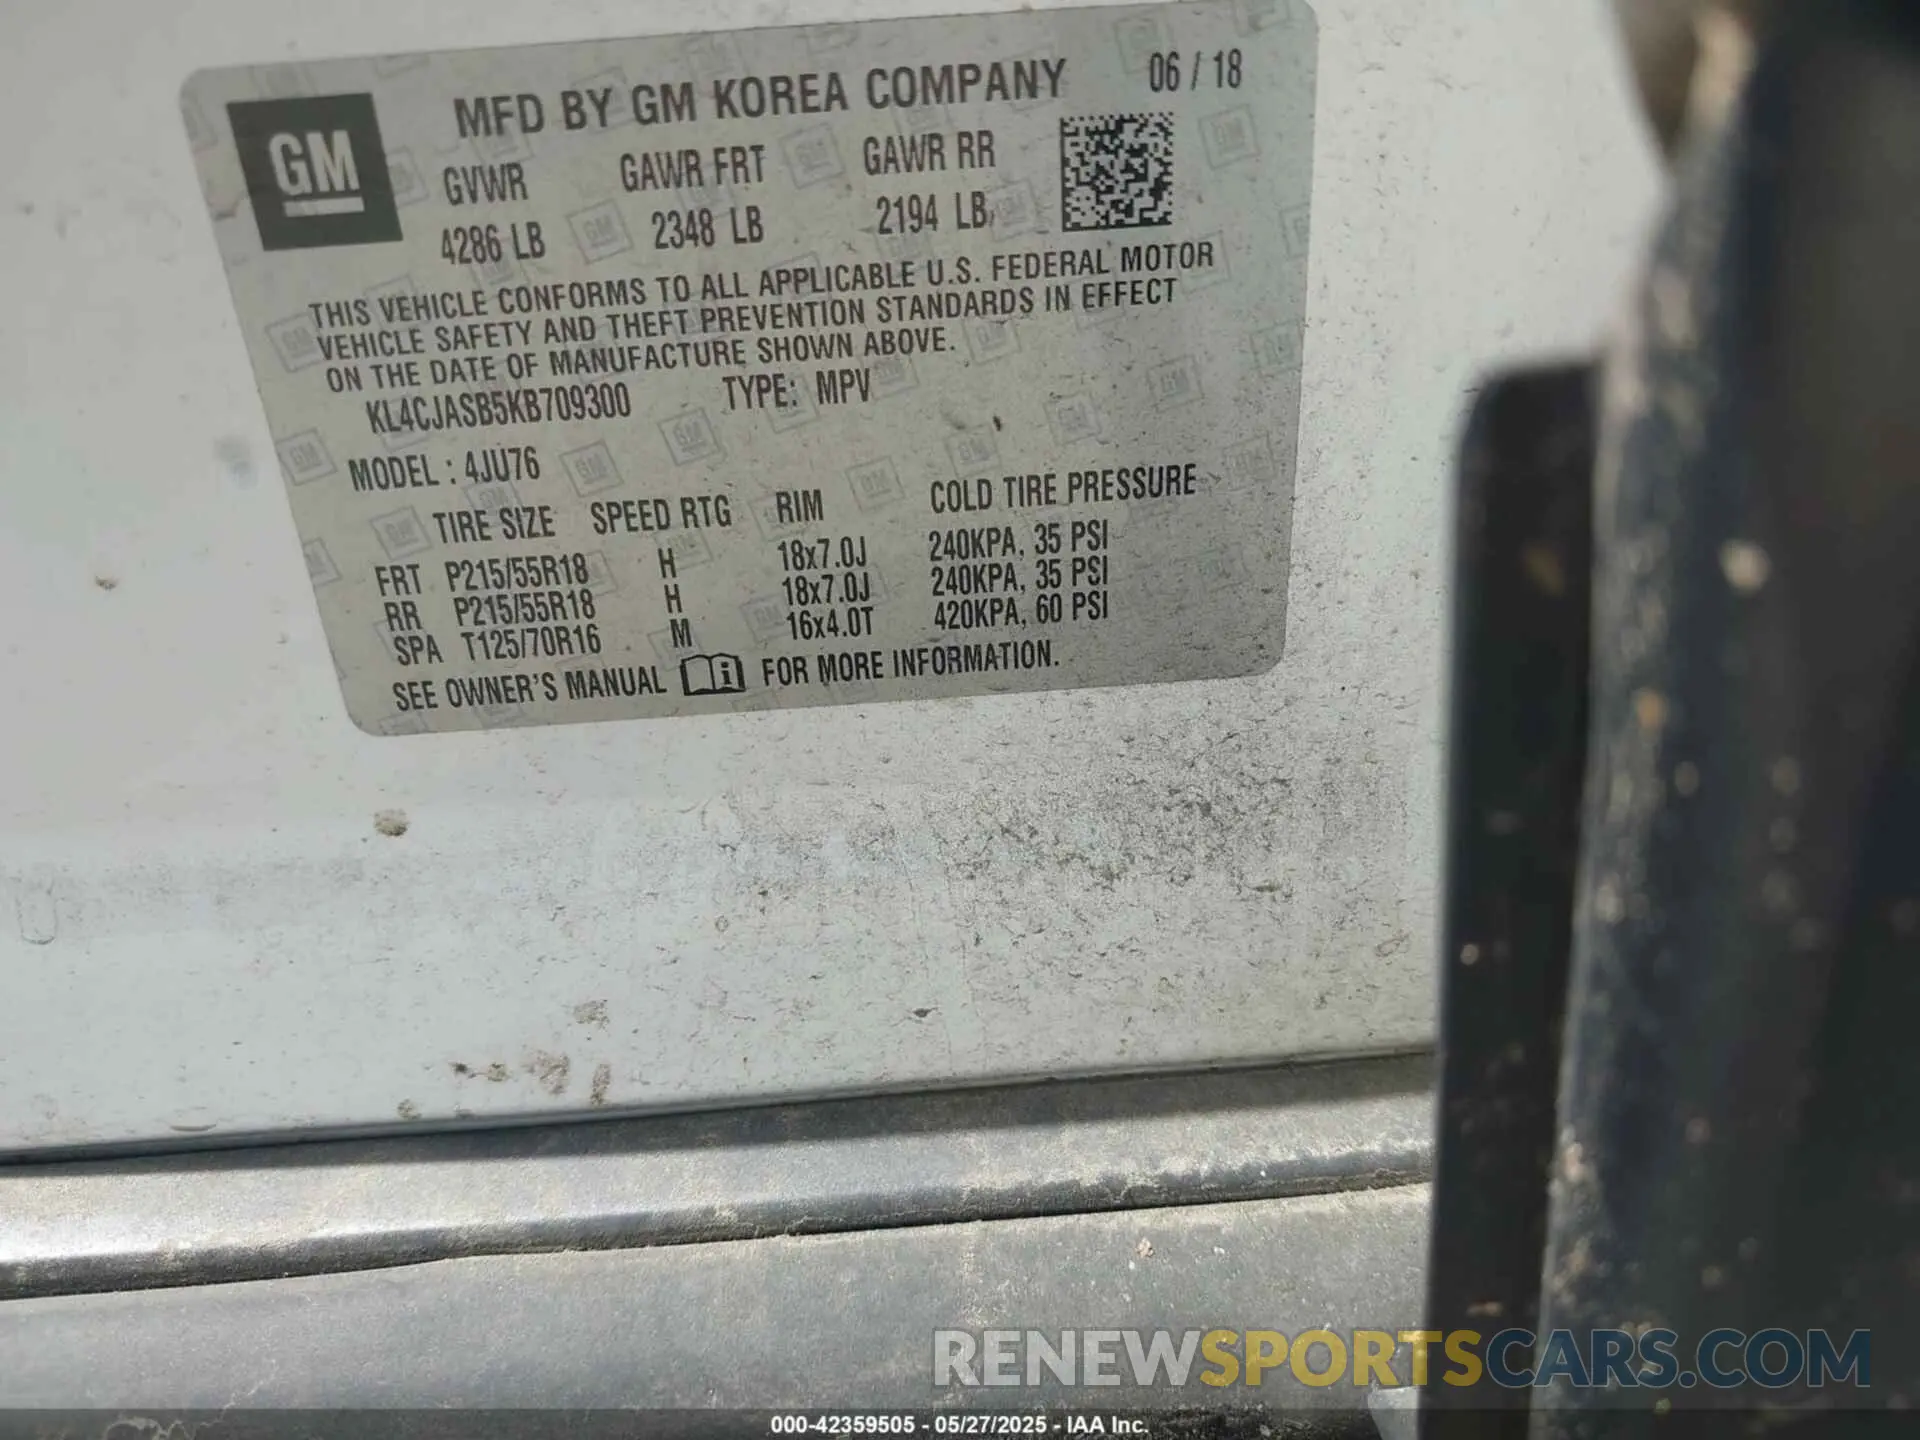 GM
MFD BY GM KOREA COMPANY 06 / 18
GVWR GAWR FRT GAWR RR
4286 LB 2348 LB 2194 LB
THIS VEHICLE CONFORMS TO ALL APPLICABLE U.S. FEDERAL MOTOR
VEHICLE SAFETY AND THEFT PREVENTION STANDARDS IN EFFECT
ON THE DATE OF MANUFACTURE SHOWN ABOVE.
KL4CJASB5KB709300 TYPE: MPV
MODEL : 4JU76
TIRE SIZE SPEED RTG RIM COLD TIRE PRESSURE
FRT P215/55R18 H 18x7.0J 240KPA, 35 PSI
RR P215/55R18 H 18x7.0J 240KPA, 35 PSI
SPA T125/70R16 M 16x4.0T 420KPA, 60 PSI
SEE OWNER'S MANUAL i FOR MORE INFORMATION.
RENEWSPORTSCARS.COM
000-42359505 - 05/27/2025 - IAA Inc.